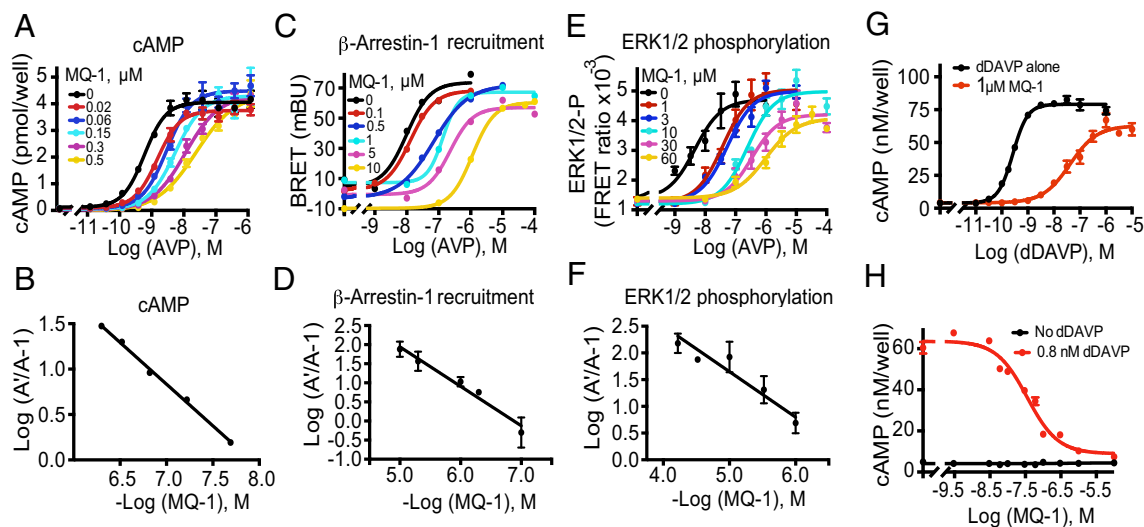 A
cAMP
MQ-1, µM
0
0.02
0.06
0.15
0.3
0.5
cAMP (pmol/well)
5
4
3
2
1
0
-11 -10 -9 -8 -7 -6
Log (AVP), M
C
β-Arrestin-1 recruitment
MQ-1, µM
0
0.1
0.5
1
5
10
BRET (mBU)
70
50
30
10
-10
-9 -8 -7 -6 -5 -4
Log (AVP), M
E
ERK1/2 phosphorylation
MQ-1, µM
0
1
3
10
30
60
ERK1/2-P
(FRET ratio x10⁻³)
6
5
4
3
2
1
-9 -8 -7 -6 -5 -4
Log (AVP), M
G
dDAVP alone
1µM MQ-1
cAMP (nM/well)
100
75
50
25
0
-11 -10 -9 -8 -7 -6 -5
Log (dDAVP), M
B
cAMP
Log (A'/A-1)
1.5
1.0
0.5
0.0
6.5 7.0 7.5 8.0
-Log (MQ-1), M
D
β-Arrestin-1 recruitment
Log (A'/A-1)
2.5
2.0
1.5
1.0
0.5
0.0
-1.0
5.0 6.0 7.0
-Log (MQ-1), M
F
ERK1/2 phosphorylation
Log (A'/A-1)
2.5
2.0
1.5
1.0
0.5
0.0
4.0 5.0 6.0
-Log (MQ-1), M
H
No dDAVP
0.8 nM dDAVP
cAMP (nM/well)
60
40
20
0
-9.5 -8.5 -7.5 -6.5 -5.5
Log (MQ-1), M